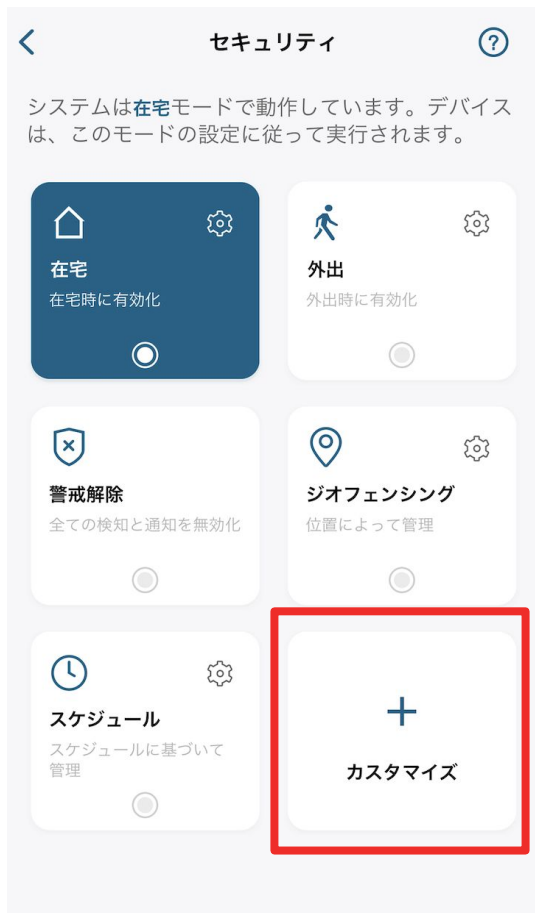 セキュリティ
?
システムは在宅モードで動作しています。デバイス
は、このモードの設定に従って実行されます。
在宅
在宅時に有効化
外出
外出時に有効化
警戒解除
全ての検知と通知を無効化
ジオフェンシング
位置によって管理
スケジュール
スケジュールに基づいて
管理
カスタマイズ